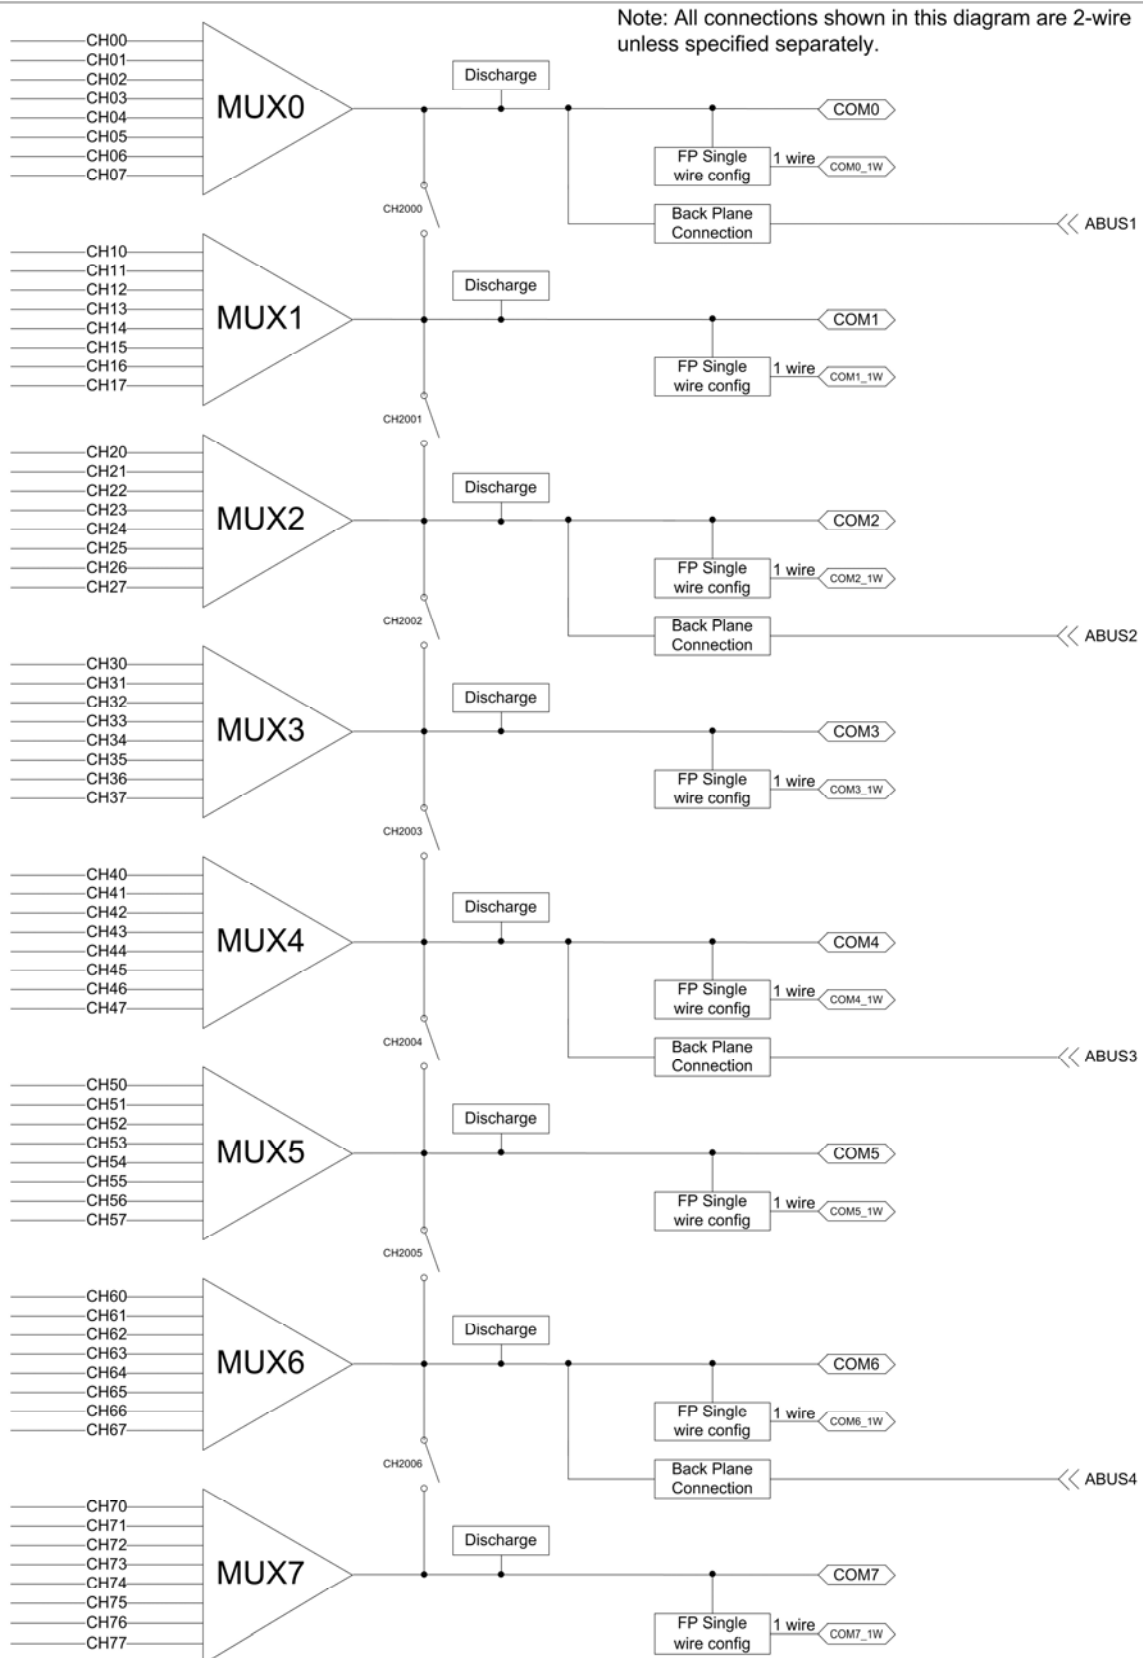 Note: All connections shown in this diagram are 2-wire
unless specified separately.
CH00
CH01
CH02
CH03
CH04
CH05
CH06
CH07
MUX0
Discharge
COM0
FP Single
wire config
1 wire
COM0_1W
CH2000
Back Plane
Connection
ABUS1
CH10
CH11
CH12
CH13
CH14
CH15
CH16
CH17
MUX1
Discharge
COM1
FP Single
wire config
1 wire
COM1_1W
CH2001
CH20
CH21
CH22
CH23
CH24
CH25
CH26
CH27
MUX2
Discharge
COM2
FP Single
wire config
1 wire
COM2_1W
CH2002
Back Plane
Connection
ABUS2
CH30
CH31
CH32
CH33
CH34
CH35
CH36
CH37
MUX3
Discharge
COM3
FP Single
wire config
1 wire
COM3_1W
CH2003
CH40
CH41
CH42
CH43
CH44
CH45
CH46
CH47
MUX4
Discharge
COM4
FP Single
wire config
1 wire
COM4_1W
CH2004
Back Plane
Connection
ABUS3
CH50
CH51
CH52
CH53
CH54
CH55
CH56
CH57
MUX5
Discharge
COM5
FP Single
wire config
1 wire
COM5_1W
CH2005
CH60
CH61
CH62
CH63
CH64
CH65
CH66
CH67
MUX6
Discharge
COM6
FP Single
wire config
1 wire
COM6_1W
CH2006
Back Plane
Connection
ABUS4
CH70
CH71
CH72
CH73
CH74
CH75
CH76
CH77
MUX7
Discharge
COM7
FP Single
wire config
1 wire
COM7_1W